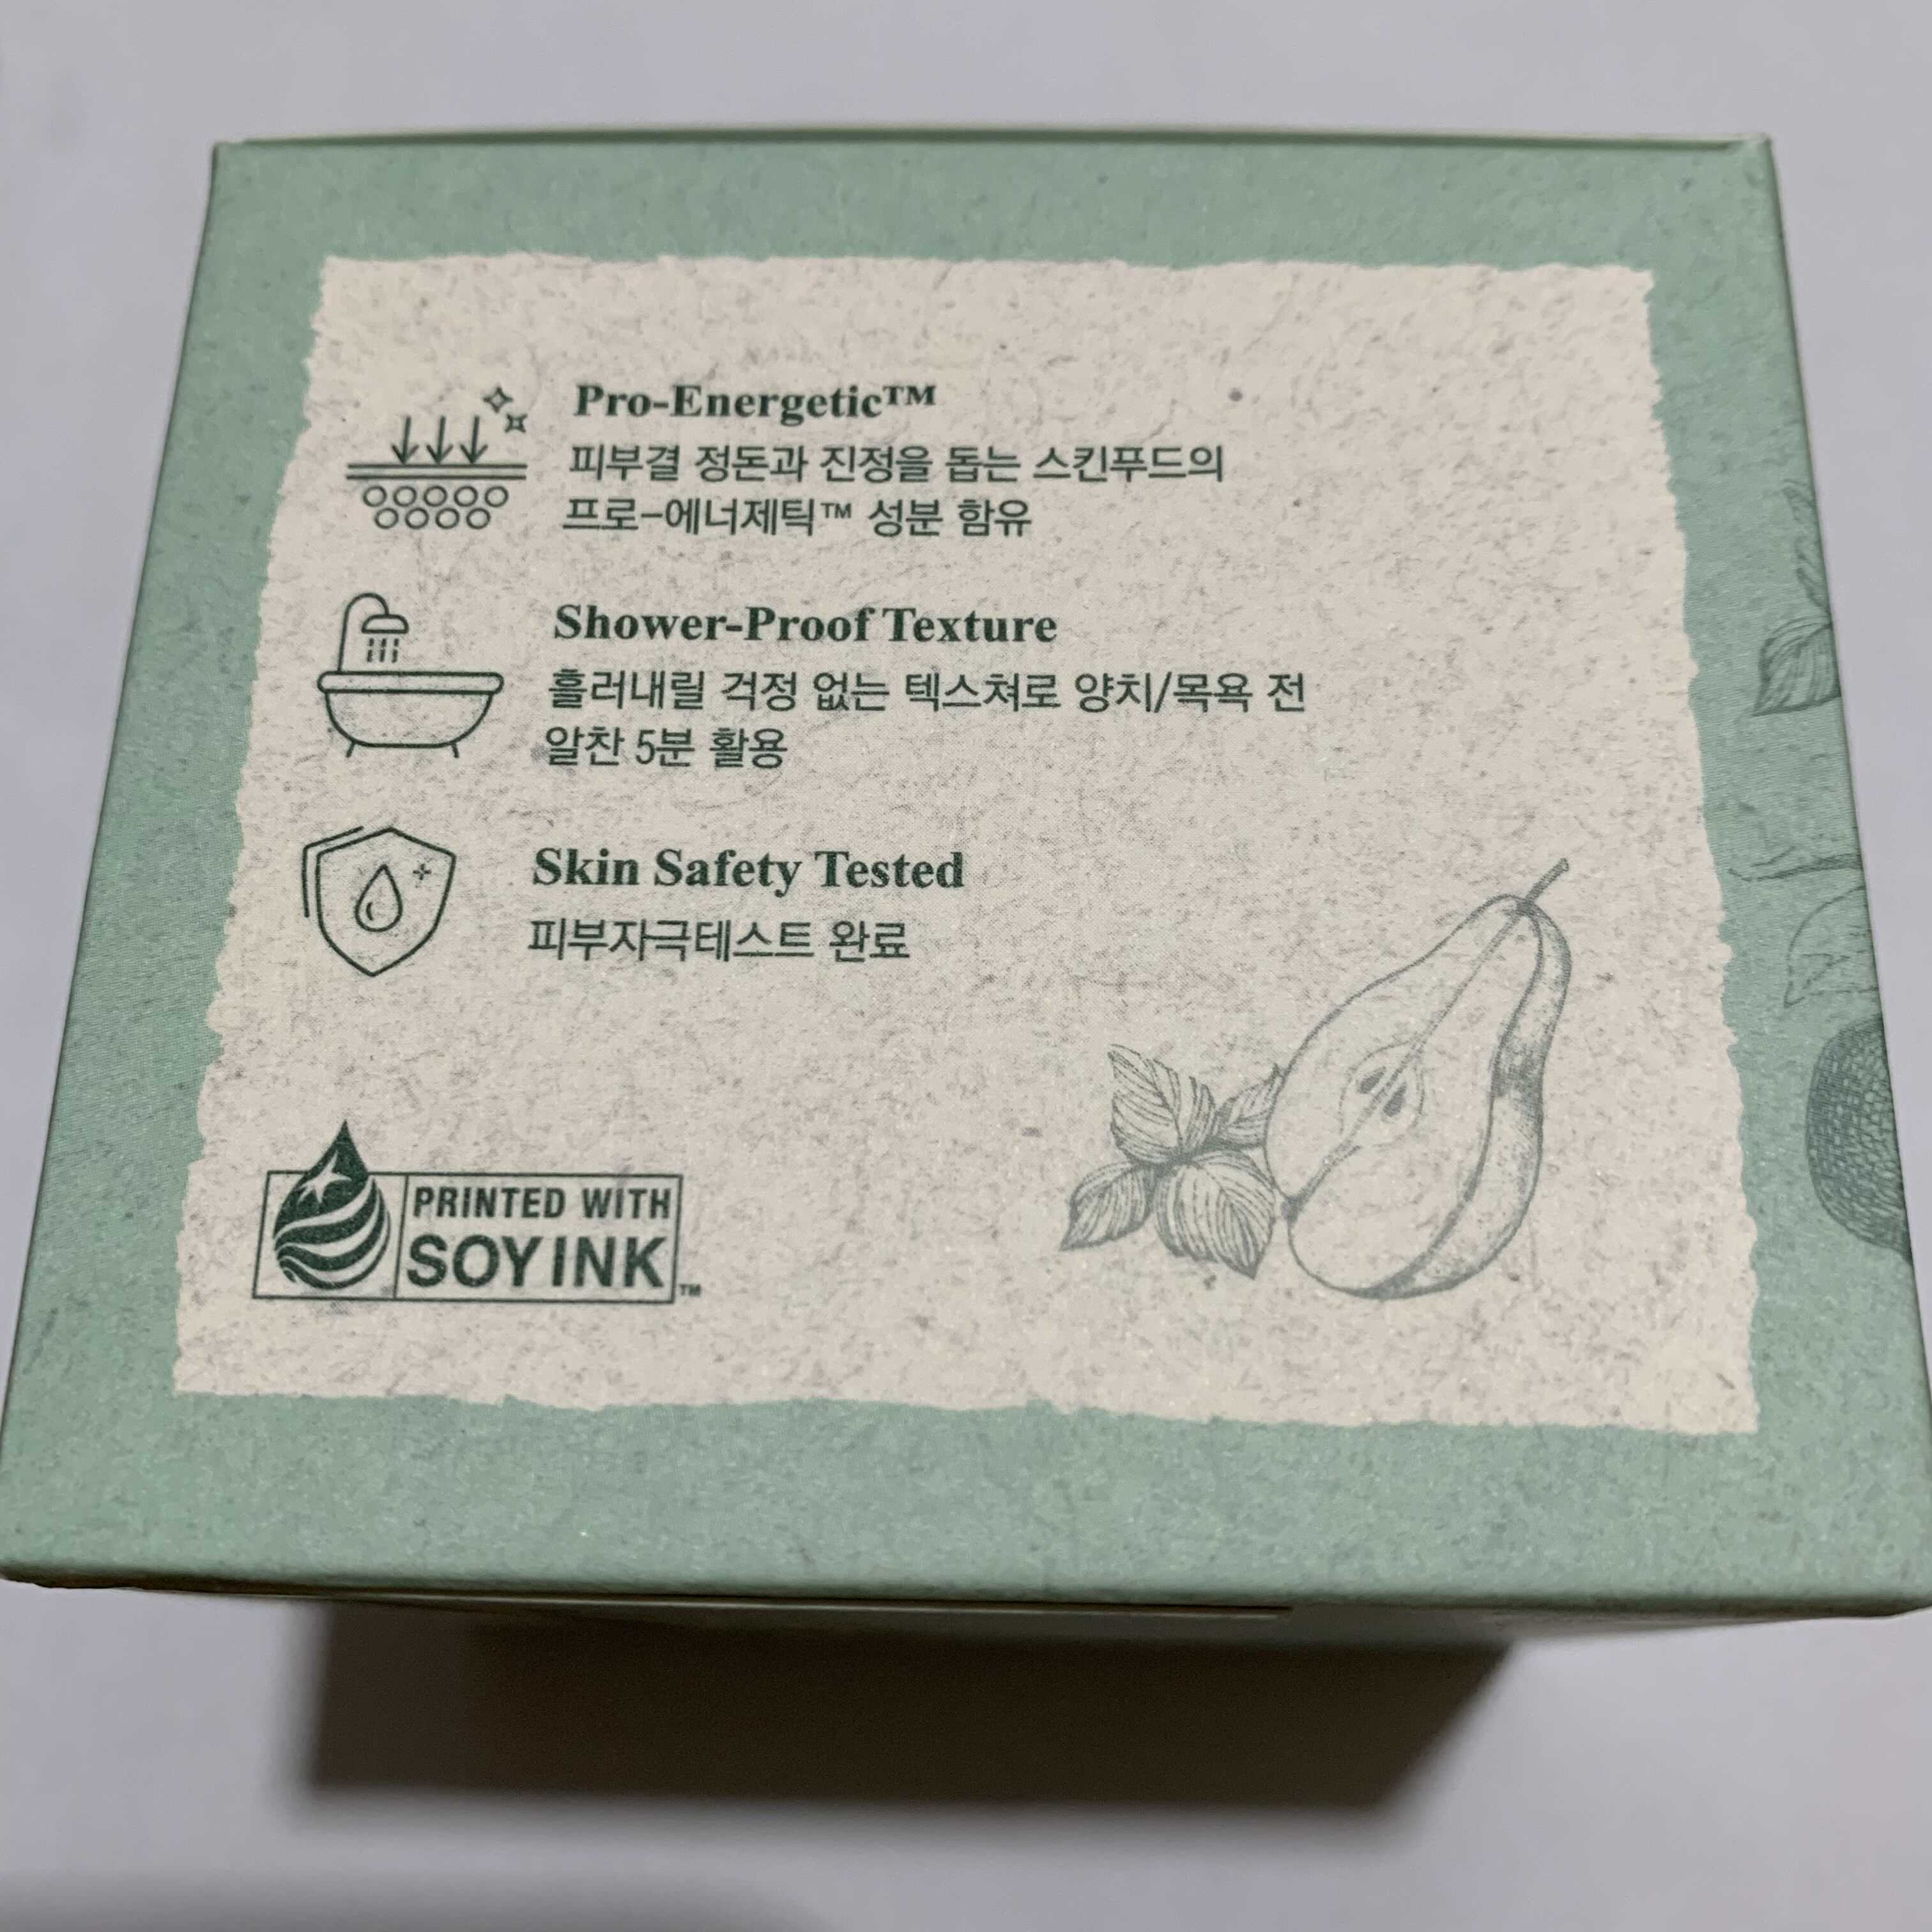 Pro-Energetic™
피부결 정돈과 진정을 돕는 스킨푸드의
프로-에너제틱™ 성분 함유
Shower-Proof Texture
흘러내릴 걱정 없는 텍스쳐로 양치/목욕 전
알찬 5분 활용
Skin Safety Tested
피부자극테스트 완료
PRINTED WITH
SOY INK™